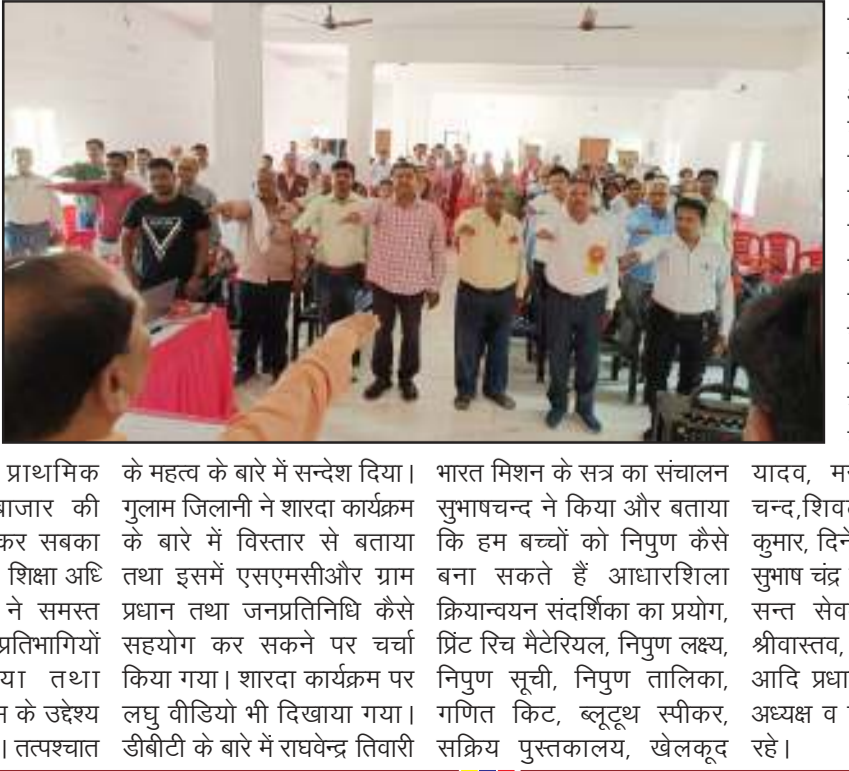 प्राथमिक
बाजार की
कर सबका
शिक्षा अधि
ने समस्त
प्रतिभागियों
तथा
के उद्देश्य
। तत्पश्चात
के महत्व के बारे में सन्देश दिया।
गुलाम जिलानी ने शारदा कार्यक्रम
के बारे में विस्तार से बताया
तथा इसमें एसएमसीऔर ग्राम
प्रधान तथा जनप्रतिनिधि कैसे
सहयोग कर सकने पर चर्चा
किया गया। शारदा कार्यक्रम पर
लघु वीडियो भी दिखाया गया।
डीबीटी के बारे में राघवेन्द्र तिवारी
भारत मिशन के सत्र का संचालन
सुभाषचन्द ने किया और बताया
कि हम बच्चों को निपुण कैसे
बना सकते हैं आधारशिला
क्रियान्वयन संदर्शिका का प्रयोग,
प्रिंट रिच मैटेरियल, निपुण लक्ष्य,
निपुण सूची, निपुण तालिका,
गणित किट, ब्लूटूथ स्पीकर,
सक्रिय पुस्तकालय, खेलकूद
यादव,
चन्द,
कुमार,
सुभाष चंद्र
सन्त
श्रीवास्तव,
आदि
अध्यक्ष व
रहे।